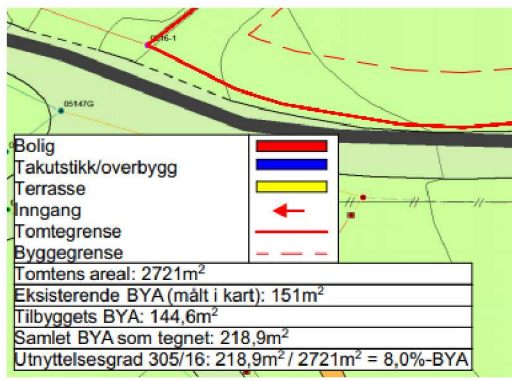 05147G
Bolig
Takutstikk/overbygg
Terrasse
Inngang
Tomtegrense
Byggegrense
Tomtens areal: 2721m²
Eksisterende BYA (målt i kart): 151m²
Tilbyggets BYA: 144,6m²
Samlet BYA som tegnet: 218,9m²
Utnyttelsesgrad 305/16: 218,9m² / 2721m² = 8,0%-BYA